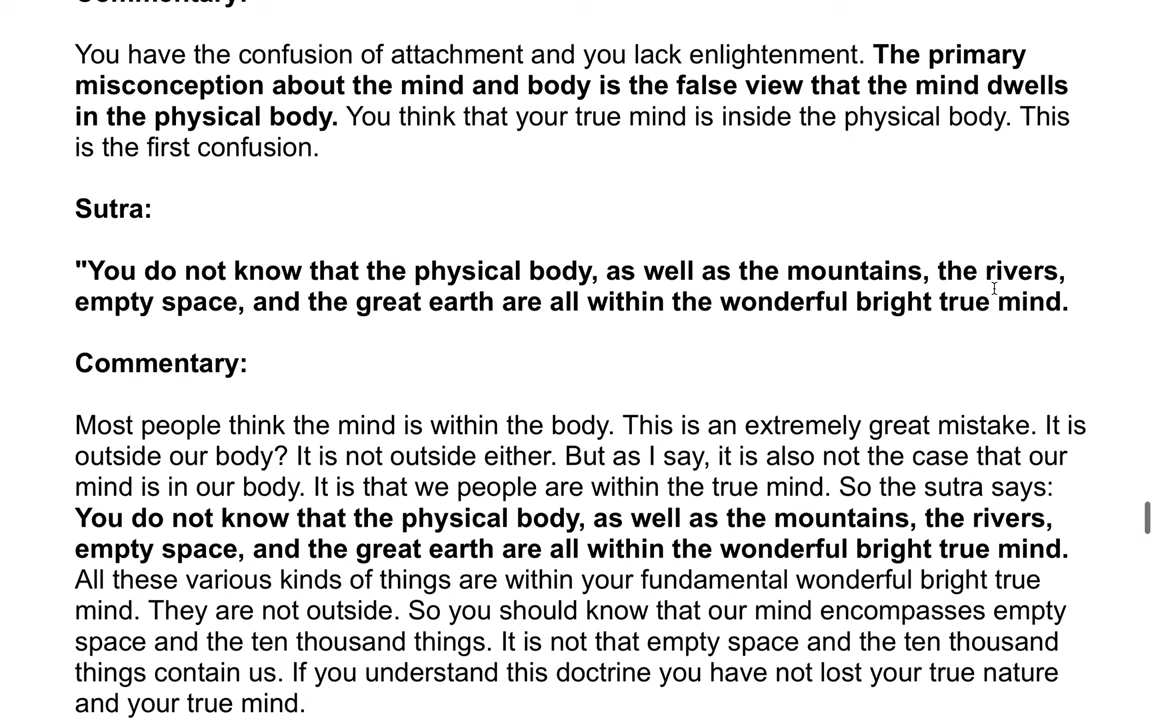 Commentary:
You have the confusion of attachment and you lack enlightenment. The primary
misconception about the mind and body is the false view that the mind dwells
in the physical body. You think that your true mind is inside the physical body. This
is the first confusion.
Sutra:
"You do not know that the physical body, as well as the mountains, the rivers,
empty space, and the great earth are all within the wonderful bright true mind.
Commentary:
Most people think the mind is within the body. This is an extremely great mistake. It is
outside our body? It is not outside either. But as I say, it is also not the case that our
mind is in our body. It is that we people are within the true mind. So the sutra says:
You do not know that the physical body, as well as the mountains, the rivers,
empty space, and the great earth are all within the wonderful bright true mind.
All these various kinds of things are within your fundamental wonderful bright true
mind. They are not outside. So you should know that our mind encompasses empty
space and the ten thousand things. It is not that empty space and the ten thousand
things contain us. If you understand this doctrine you have not lost your true nature
and your true mind.